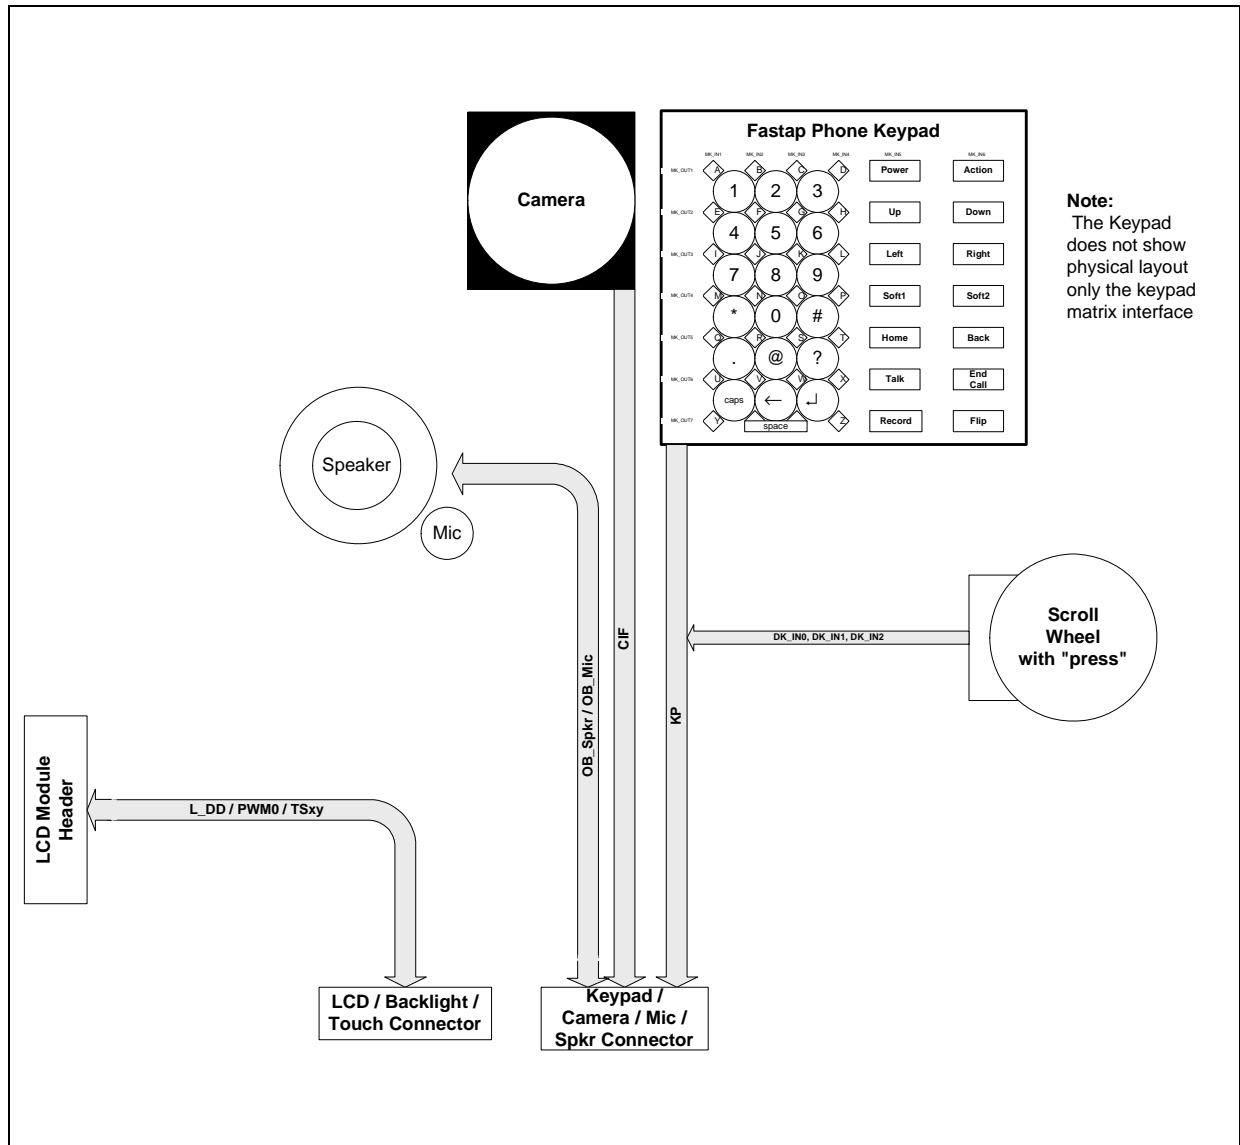 Fastap Phone Keypad
MK_IN1 MK_IN2 MK_IN3 MK_IN4 MK_IN5 MK_IN6
MK_OUT1 A B C D Power Action
1 2 3
MK_OUT2 E F G H Up Down
4 5 6
MK_OUT3 I J K L Left Right
7 8 9
MK_OUT4 M N O P Soft1 Soft2
* 0 #
MK_OUT5 Q R S T Home Back
. @ ?
MK_OUT6 U V W X Talk End
Call
caps ← ↵
MK_OUT7 Y space Z Record Flip
Camera
Note:
The Keypad
does not show
physical layout
only the keypad
matrix interface
Speaker
Mic
Scroll
Wheel
with "press"
DK_IN0, DK_IN1, DK_IN2
CIF
OB_Spkr / OB_Mic
KP
LCD Module
Header
L_DD / PWM0 / TSxy
LCD / Backlight /
Touch Connector
Keypad /
Camera / Mic /
Spkr Connector